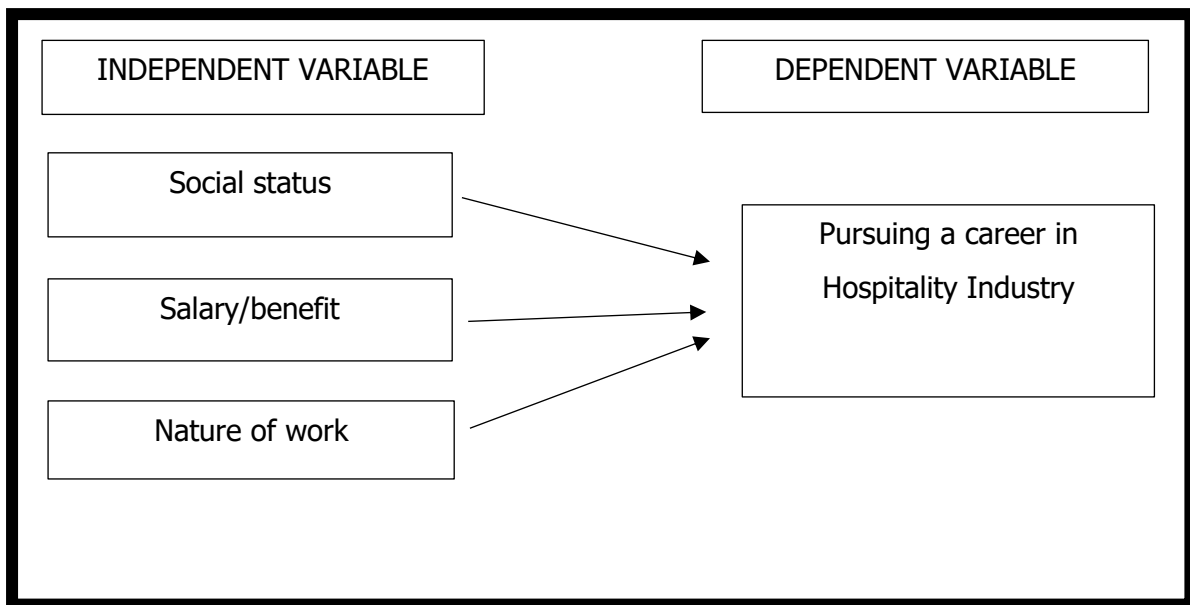 INDEPENDENT VARIABLE
DEPENDENT VARIABLE
Social status
Salary/benefit
Nature of work
Pursuing a career in
Hospitality Industry